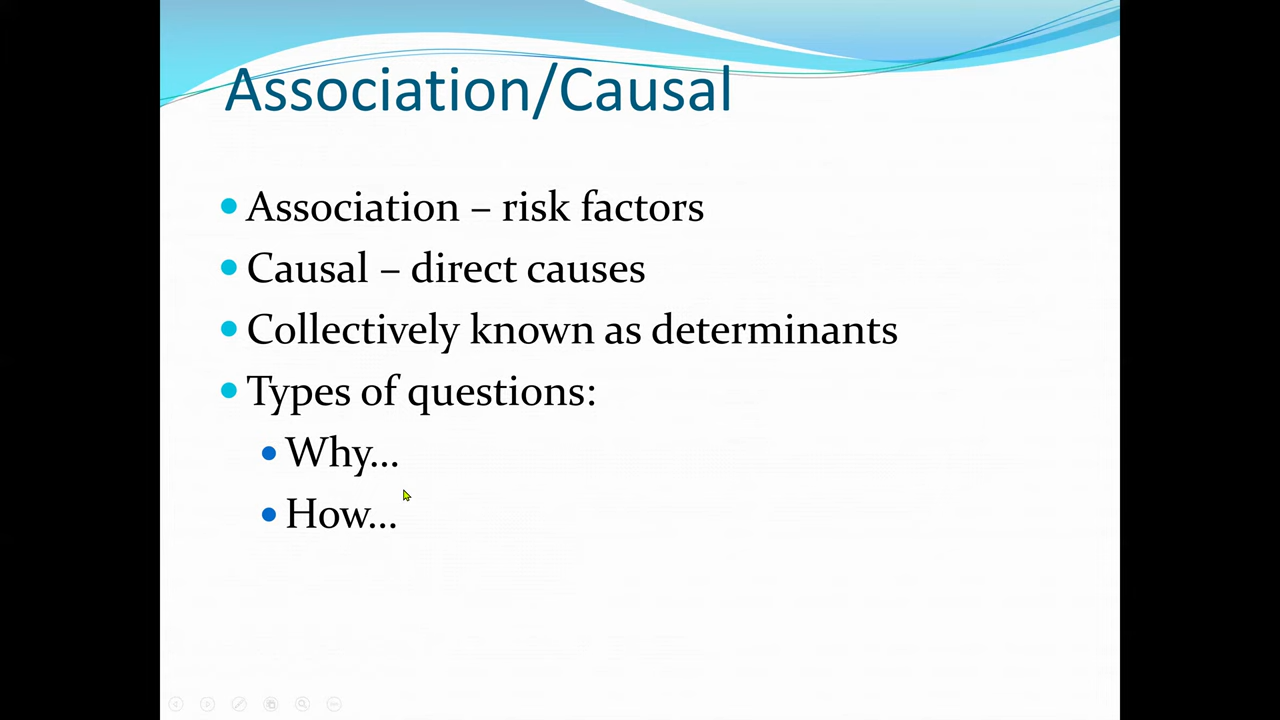 Association/Causal
• Association – risk factors
• Causal – direct causes
• Collectively known as determinants
• Types of questions:
• Why...
• How...